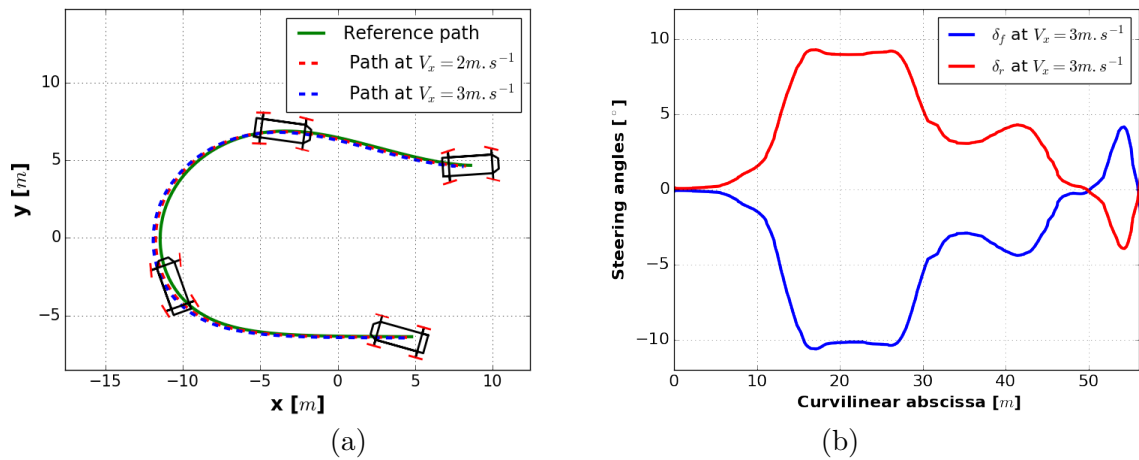 Reference path
Path at $V_x = 2m.s^{-1}$
Path at $V_x = 3m.s^{-1}$
10
5
0
−5
y [m]
−15 −10 −5 0 5 10
x [m]
(a)
$\delta_f$ at $V_x = 3m.s^{-1}$
$\delta_r$ at $V_x = 3m.s^{-1}$
10
5
0
−5
−10
Steering angles [°]
0 10 20 30 40 50
Curvilinear abscissa [m]
(b)